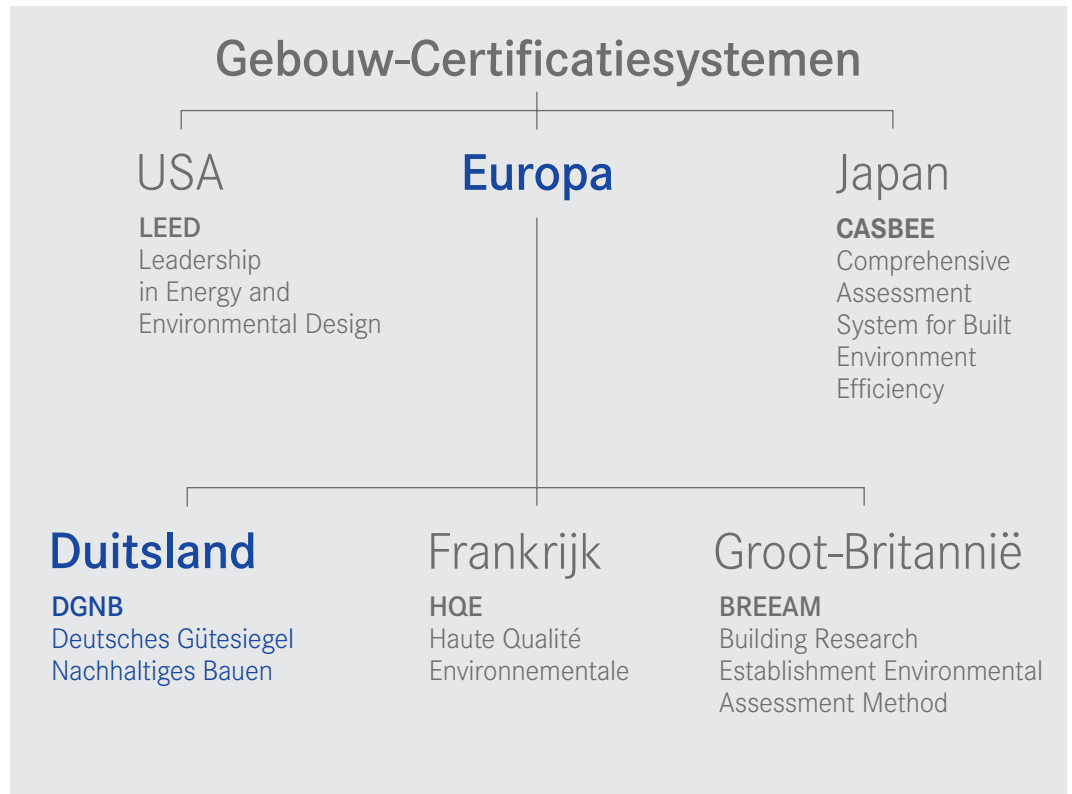 Gebouw-Certificatiesystemen
USA
LEED
Leadership
in Energy and
Environmental Design
Europa
Japan
CASBEE
Comprehensive
Assessment
System for Built
Environment
Efficiency
Duitsland
DGNB
Deutsches Gütesiegel
Nachhaltiges Bauen
Frankrijk
HQE
Haute Qualité
Environnementale
Groot-Britannië
BREEAM
Building Research
Establishment Environmental
Assessment Method